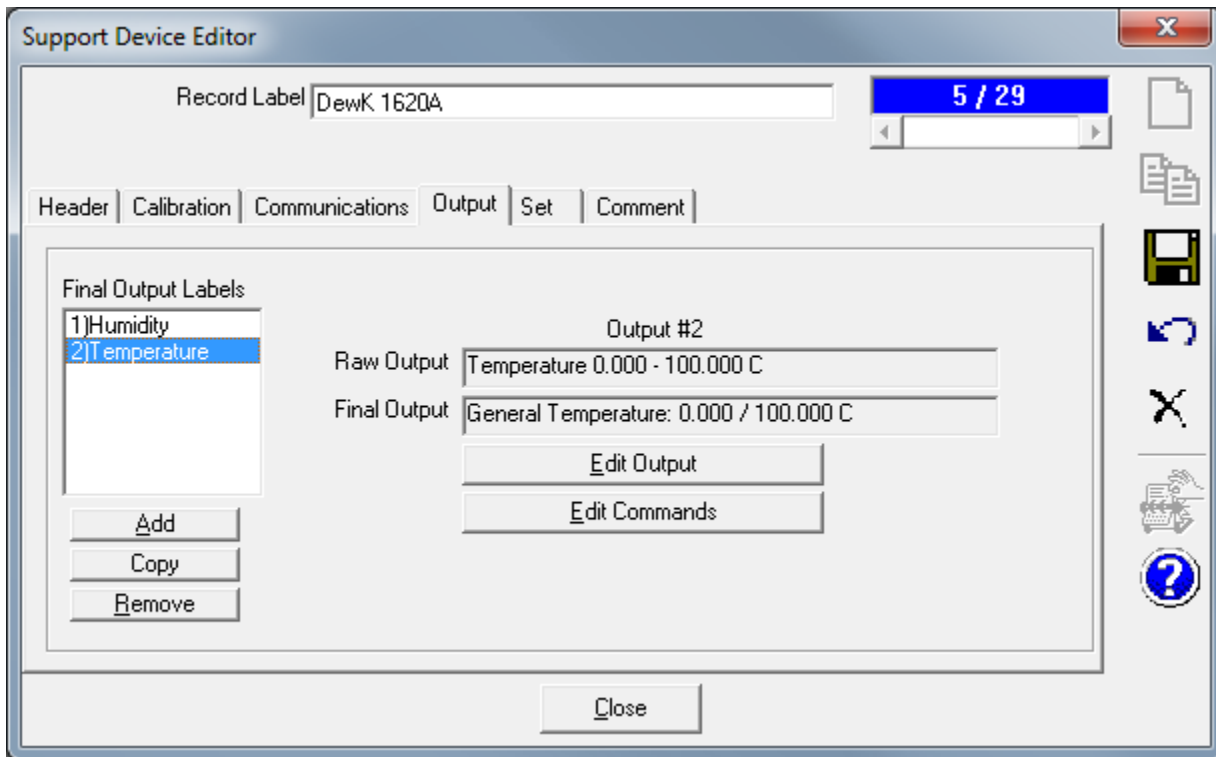 Support Device Editor
Record Label DewK 1620A
5 / 29
Header Calibration Communications Output Set Comment
Final Output Labels
1)Humidity
2)Temperature
Output #2
Raw Output Temperature 0.000 - 100.000 C
Final Output General Temperature: 0.000 / 100.000 C
Edit Output
Edit Commands
Add
Copy
Remove
Close